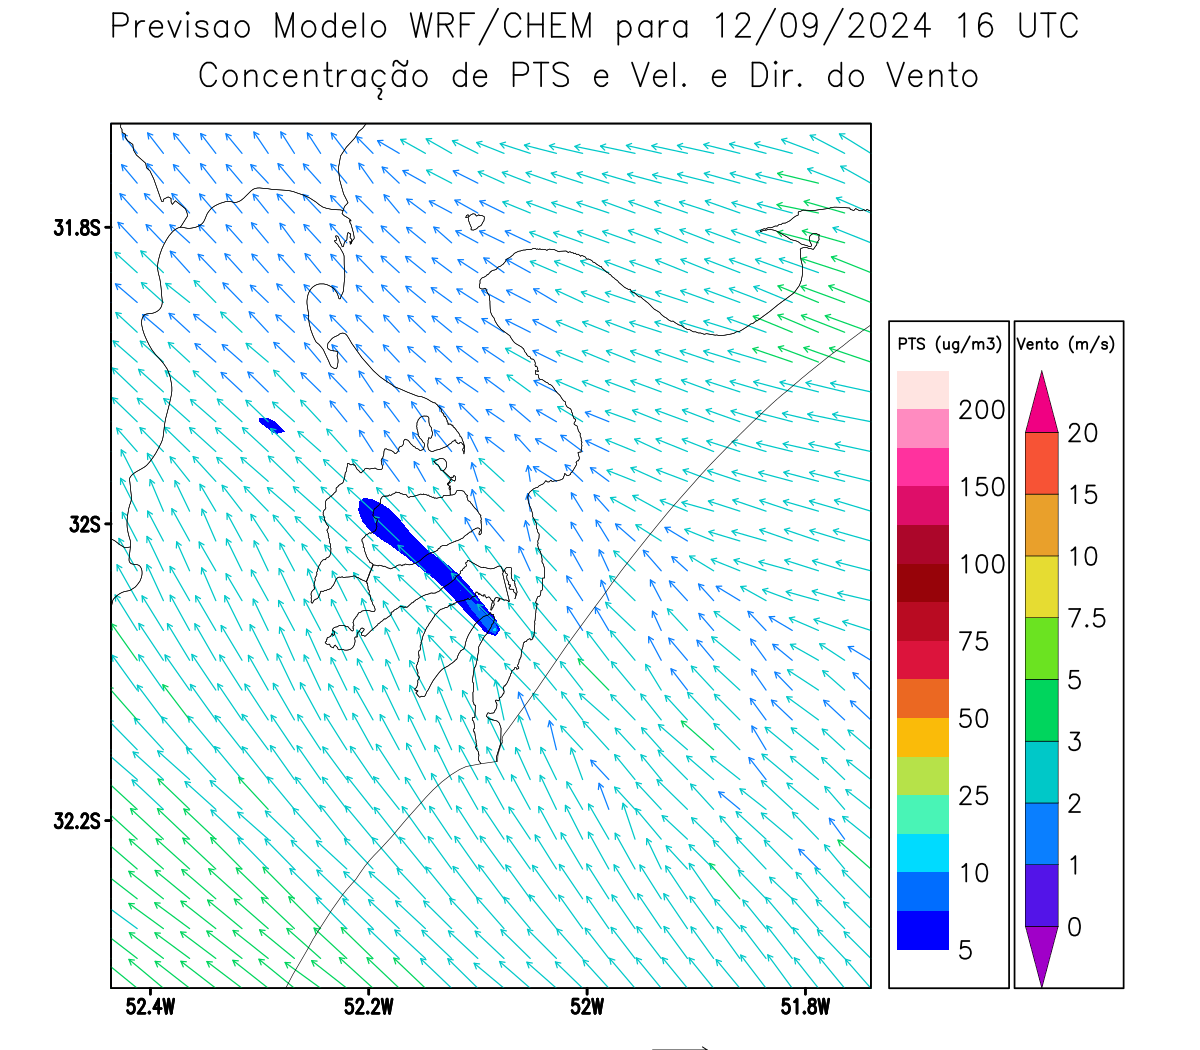 Previsao Modelo WRF/CHEM para 12/09/2024 16 UTC
Concentração de PTS e Vel. e Dir. do Vento
31.8S
32S
32.2S
52.4W 52.2W 52W 51.8W
PTS (ug/m3)
200
150
100
75
50
25
10
5
Vento (m/s)
20
15
10
7.5
5
3
2
1
0